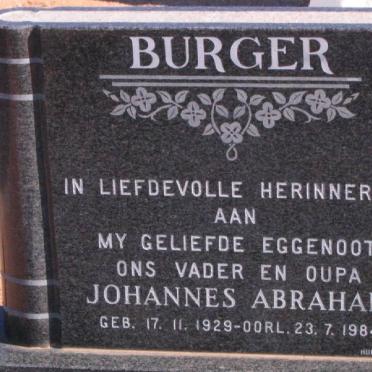 BURGER
IN LIEFDEVOLLE HERINNER
AAN
MY GELIEFDE EGGENOOT
ONS VADER EN OUPA
JOHANNES ABRAHA
GEB. 17. 11. 1929-OORL. 23. 7. 1984